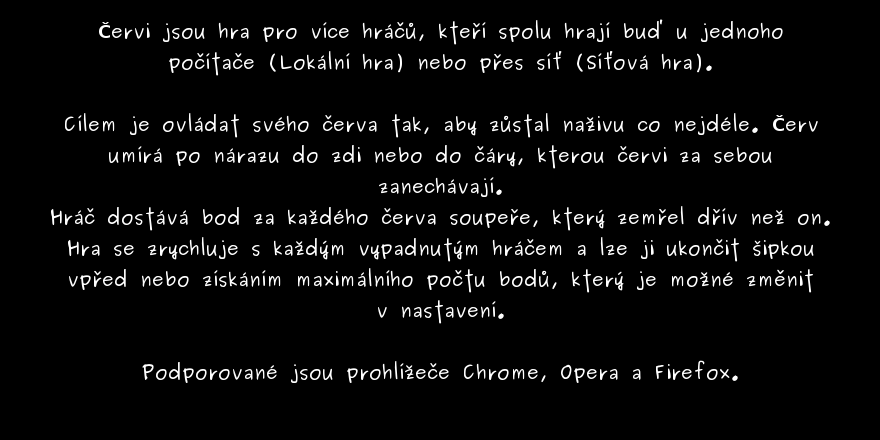 Červi jsou hra pro více hráčů, kteří spolu hrají buď u jednoho
počítače (Lokální hra) nebo přes síť (Síťová hra).
Cílem je ovládat svého červa tak, aby zůstal naživu co nejdéle. Červ
umírá po nárazu do zdi nebo do čáry, kterou červi za sebou
zanechávají.
Hráč dostává bod za každého červa soupeře, který zemřel dřív než on.
Hra se zrychluje s každým vypadnutým hráčem a lze ji ukončit šipkou
vpřed nebo získáním maximálního počtu bodů, který je možné změnit
v nastavení.
Podporované jsou prohlížeče Chrome, Opera a Firefox.